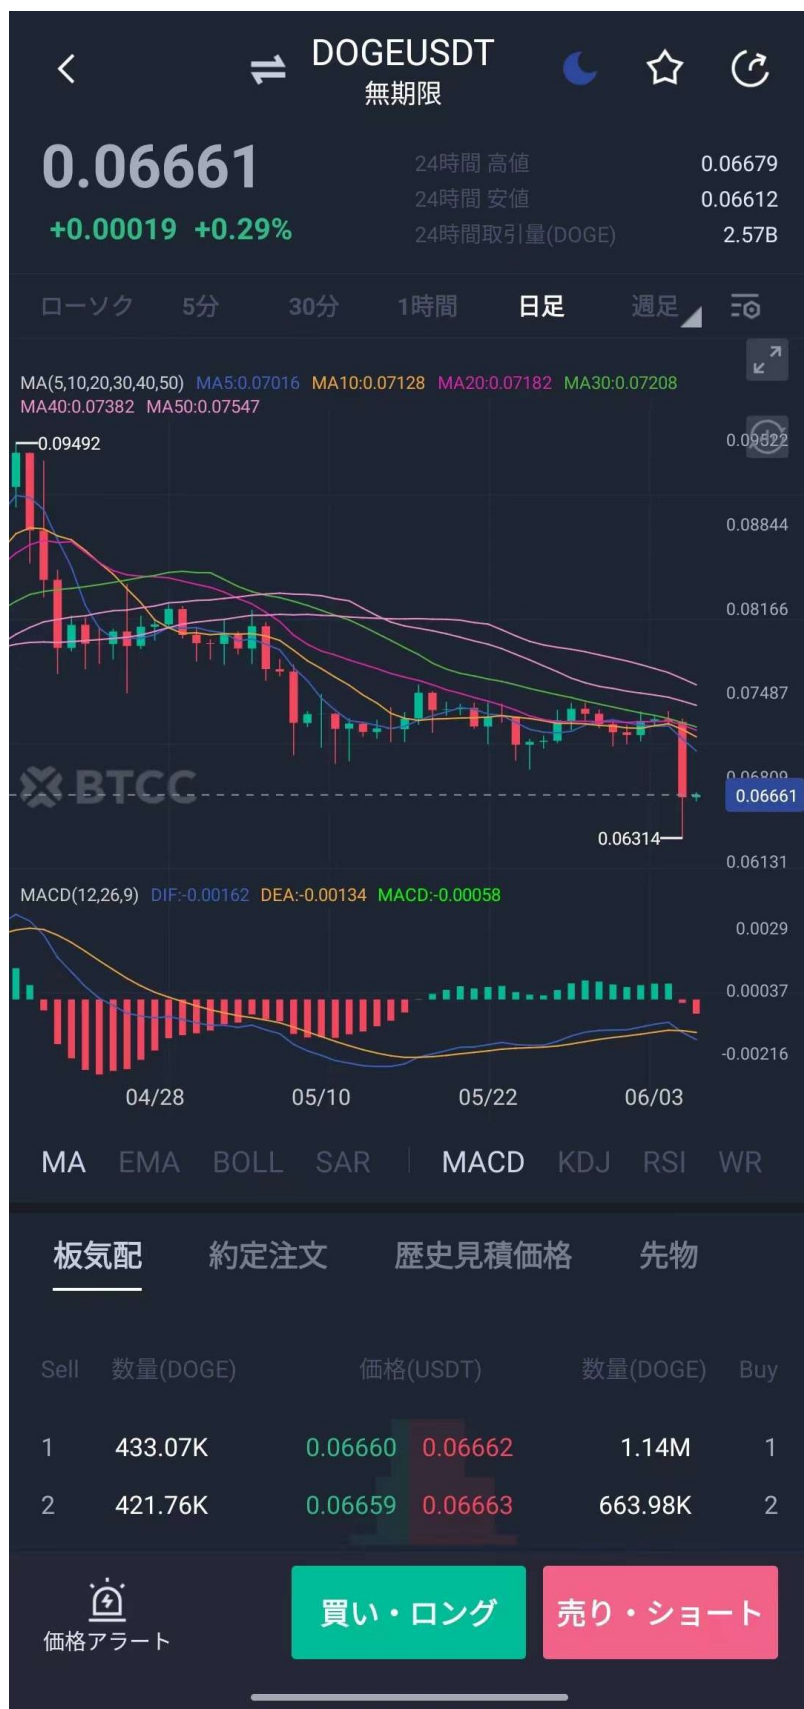 DOGEUSDT
無期限
0.06661
+0.00019 +0.29%
24時間 高値 0.06679
24時間 安値 0.06612
24時間取引量(DOGE) 2.57B
ローソク 5分 30分 1時間 日足 週足
MA(5,10,20,30,40,50) MA5:0.07016 MA10:0.07128 MA20:0.07182 MA30:0.07208
MA40:0.07382 MA50:0.07547
0.09492
0.09522
0.08844
0.08166
0.07487
BTCC
0.06809
0.06661
0.06314
0.06131
MACD(12,26,9) DIF:-0.00162 DEA:-0.00134 MACD:-0.00058
0.0029
0.00037
-0.00216
04/28 05/10 05/22 06/03
MA EMA BOLL SAR MACD KDJ RSI WR
板気配 約定注文 歴史見積価格 先物
Sell 数量(DOGE) 価格(USDT) 数量(DOGE) Buy
1 433.07K 0.06660 0.06662 1.14M 1
2 421.76K 0.06659 0.06663 663.98K 2
価格アラート
買い・ロング
売り・ショート